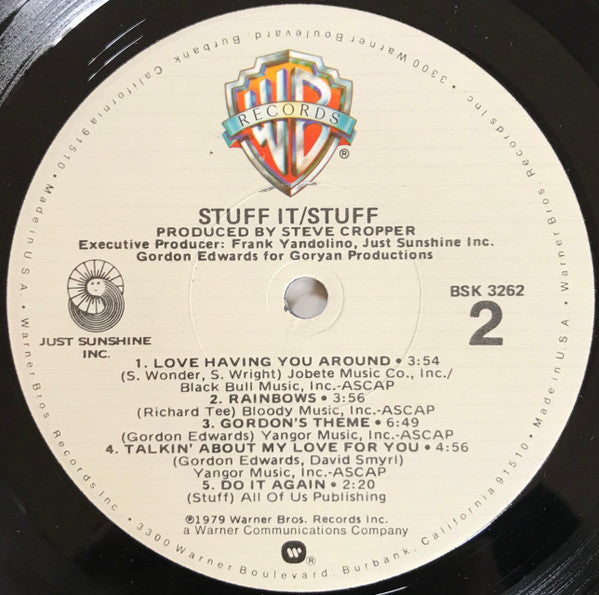 WB
RECORDS
®
STUFF IT/STUFF
PRODUCED BY STEVE CROPPER
Executive Producer: Frank Yandolino, Just Sunshine Inc.
Gordon Edwards for Goryan Productions
JUST SUNSHINE
INC.
BSK 3262
2
1. LOVE HAVING YOU AROUND • 3:54
(S. Wonder, S. Wright) Jobete Music Co., Inc./
Black Bull Music, Inc.-ASCAP
2. RAINBOWS • 3:56
(Richard Tee) Bloody Music, Inc.-ASCAP
3. GORDON'S THEME • 6:49
(Gordon Edwards) Yangor Music, Inc.-ASCAP
4. TALKIN' ABOUT MY LOVE FOR YOU • 4:56
(Gordon Edwards, David Smyrl)
Yangor Music, Inc.-ASCAP
5. DO IT AGAIN • 2:20
(Stuff) All Of Us Publishing
℗1979 Warner Bros. Records Inc.
a Warner Communications Company
W ®
• Warner Bros. Records Inc. • 3300 Warner Boulevard, Burbank, California 91510 • Made in U.S.A. • Warner Bros. Records Inc. • 3300 Warner Boulevard, Burbank, California 91510 • Made in U.S.A.